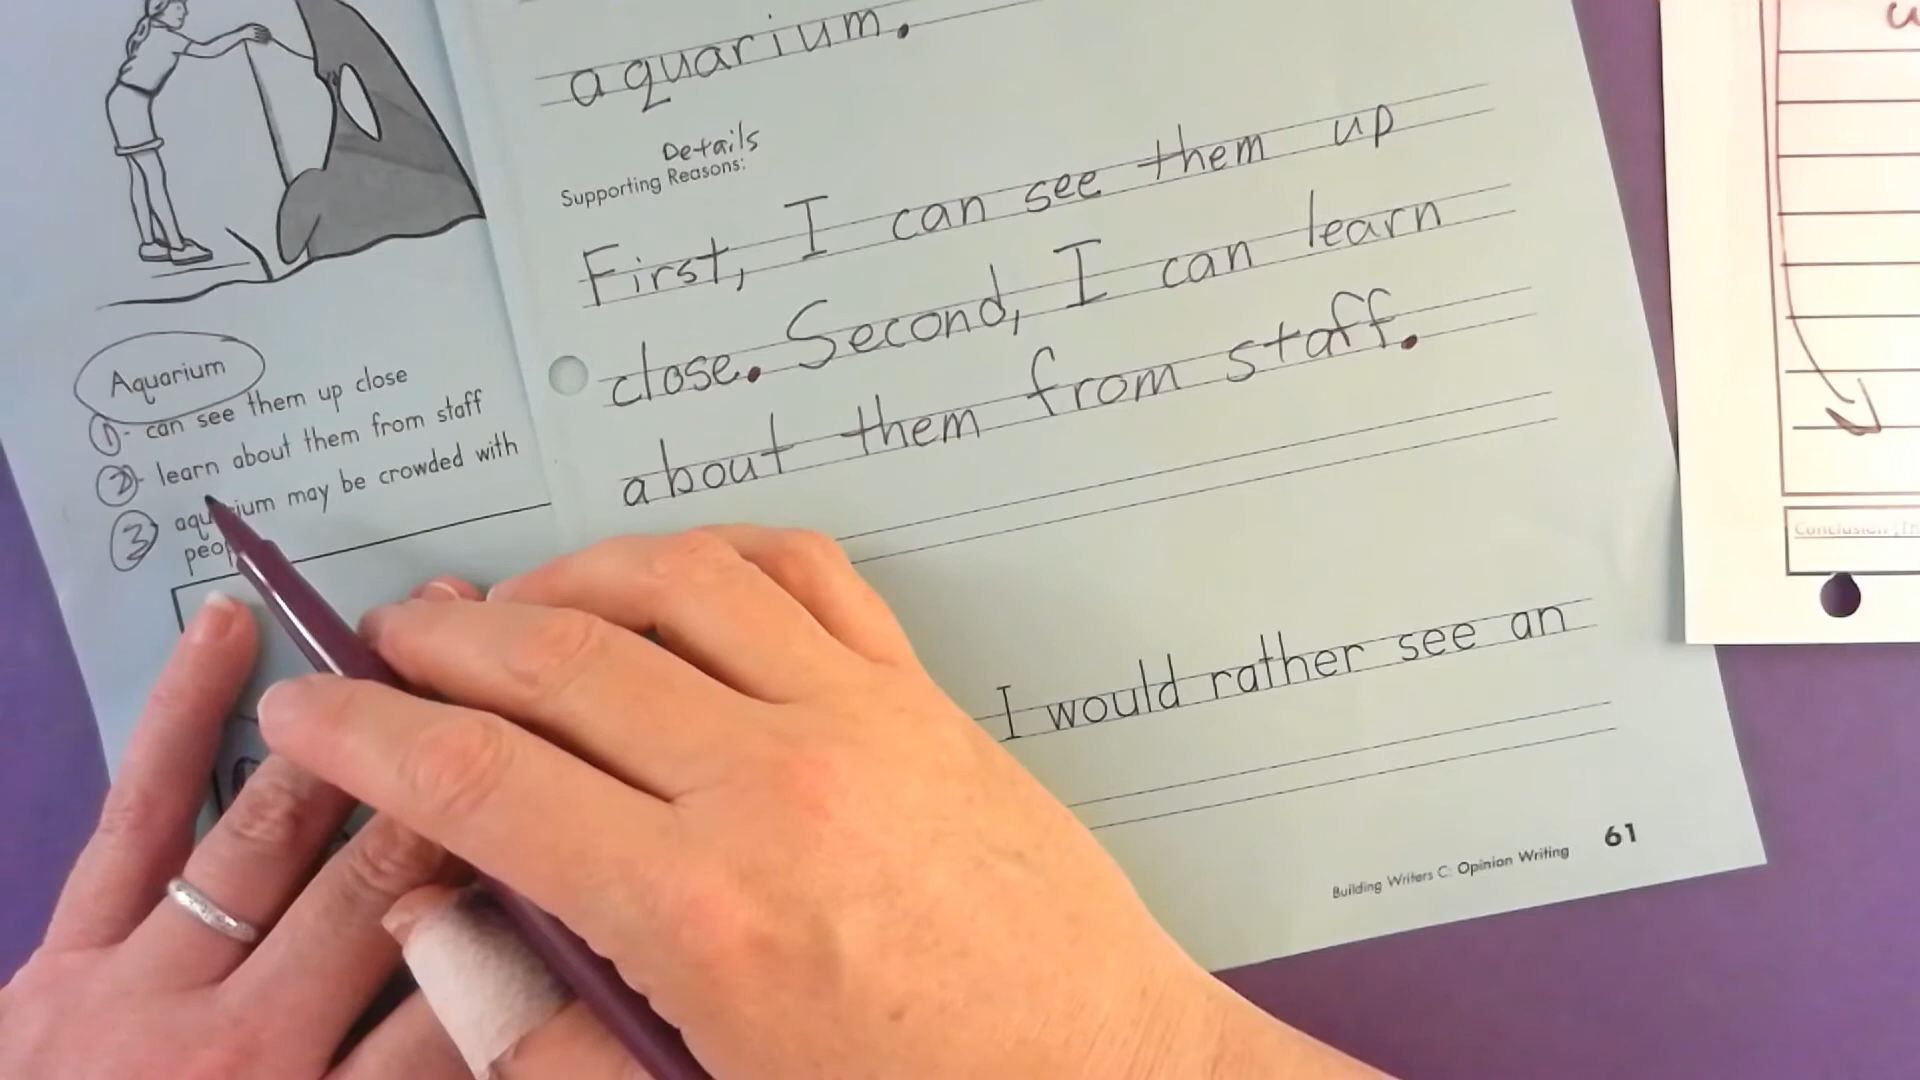 Aquarium
① - can see them up close
② - learn about them from staff
③ aquarium may be crowded with
aquarium.
Details
Supporting Reasons:
First, I can see them up
close. Second, I can learn
about them from staff.
I would rather see an
Building Writers C: Opinion Writing 61
Conclusion